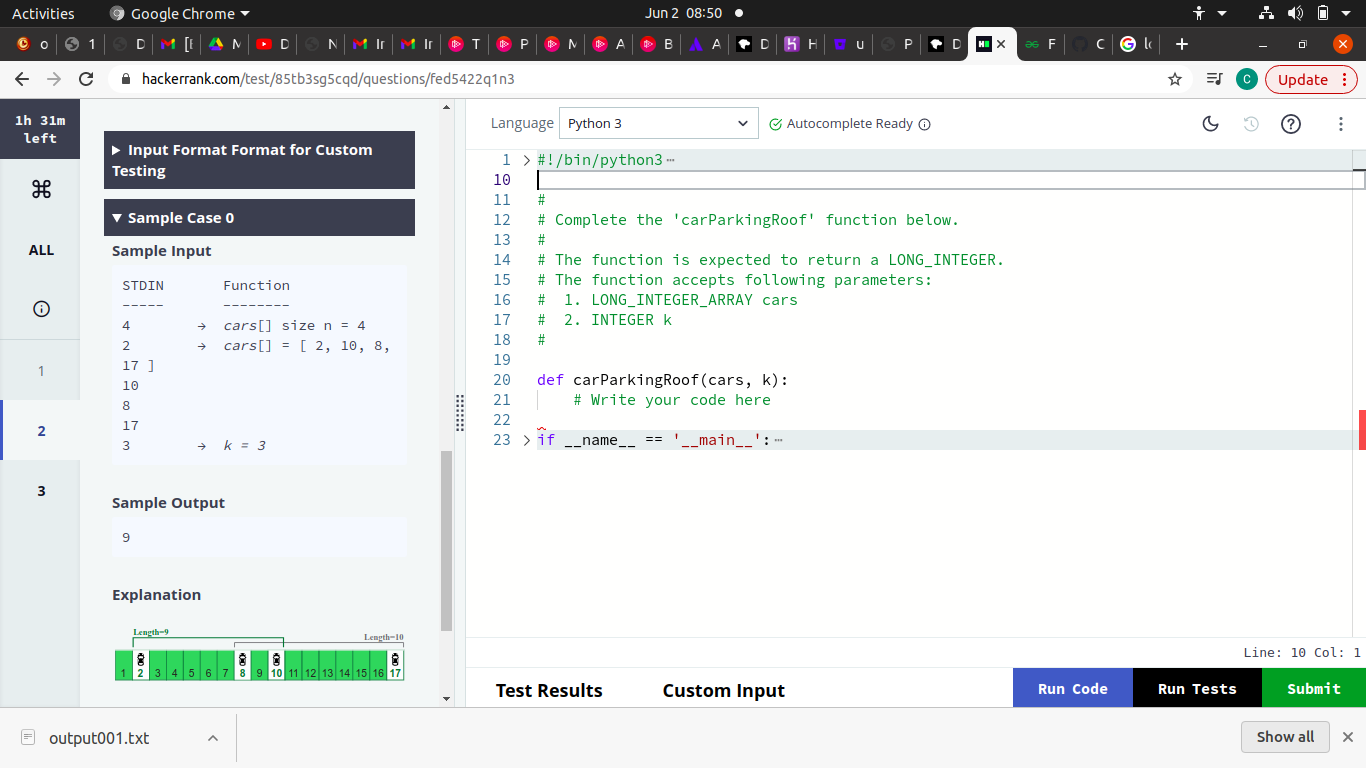 Activities
Google Chrome
Jun 2 08:50
o
1
D
[E
M
D
N
Ir
Ir
T
P
M
A
B
A
D
H
u
P
D
F
C
hackerrank.com/test/85tb3sg5cqd/questions/fed5422q1n3
C
Update
1h 31m
left
ALL
1
2
3
Input Format Format for Custom
Testing
Sample Case 0
Sample Input
STDIN Function
----- --------
4 → cars[] size n = 4
2 → cars[] = [ 2, 10, 8,
17 ]
10
8
17
3 → k = 3
Sample Output
9
Explanation
Length=9
Length=10
1 2 3 4 5 6 7 8 9 10 11 12 13 14 15 16 17
Language Python 3
Autocomplete Ready
1 #!/bin/python3
10
11 #
12 # Complete the 'carParkingRoof' function below.
13 #
14 # The function is expected to return a LONG_INTEGER.
15 # The function accepts following parameters:
16 # 1. LONG_INTEGER_ARRAY cars
17 # 2. INTEGER k
18 #
19
20 def carParkingRoof(cars, k):
21 # Write your code here
22
23 if __name__ == '__main__':
Line: 10 Col: 1
Test Results
Custom Input
Run Code
Run Tests
Submit
output001.txt
Show all